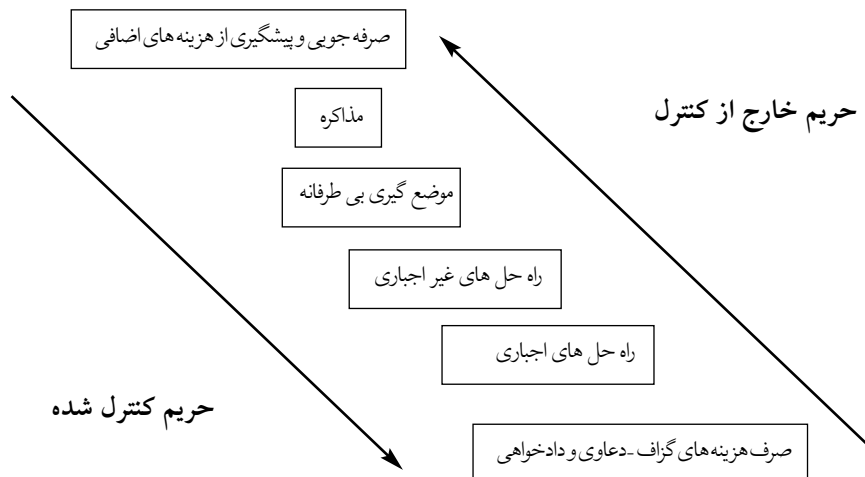 صرفه جویی و پیشگیری از هزینه های اضافی
حریم خارج از کنترل
مذاکره
موضع گیری بی طرفانه
راه حل های غیر اجباری
راه حل های اجباری
حریم کنترل شده
صرف هزینه های گزاف -دعاوی و دادخواهی